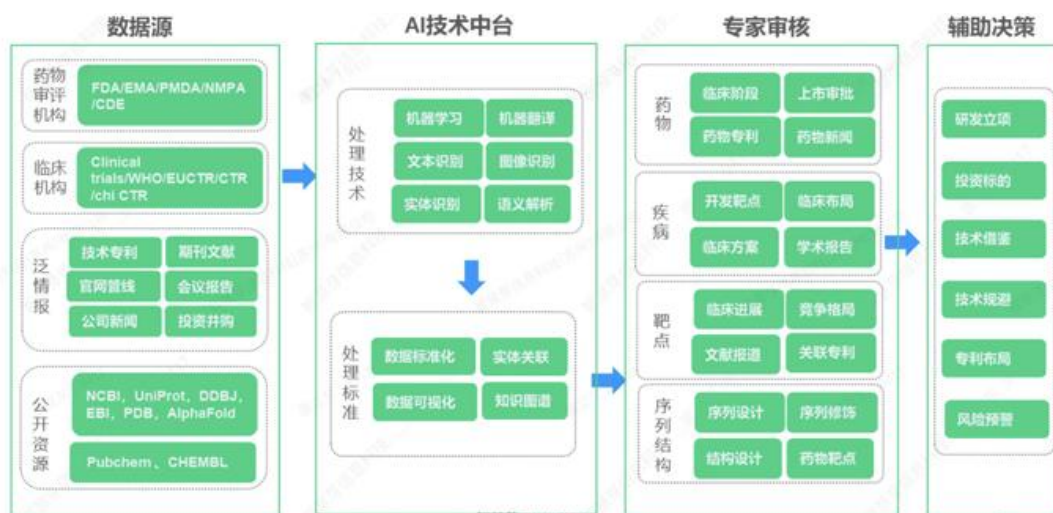 数据源
药物
审评
机构
FDA/EMA/PMDA/NMPA
/CDE
临床
机构
Clinical
trials/WHO/EUCTR/CTR
/chi CTR
泛
情
报
技术专利
期刊文献
官网管线
会议报告
公司新闻
投资并购
公
开
资
源
NCBI, UniProt, DDBJ,
EBI, PDB, AlphaFold
Pubchem、CHEMBL
AI技术中台
处
理
技
术
机器学习
机器翻译
文本识别
图像识别
实体识别
语义解析
处
理
标
准
数据标准化
实体关联
数据可视化
知识图谱
专家审核
药
物
临床阶段
上市审批
药物专利
药物新闻
疾
病
开发靶点
临床布局
临床方案
学术报告
靶
点
临床进展
竞争格局
文献报道
关联专利
序
列
结
构
序列设计
序列修饰
结构设计
药物靶点
辅助决策
研发立项
投资标的
技术借鉴
技术规避
专利布局
风险预警